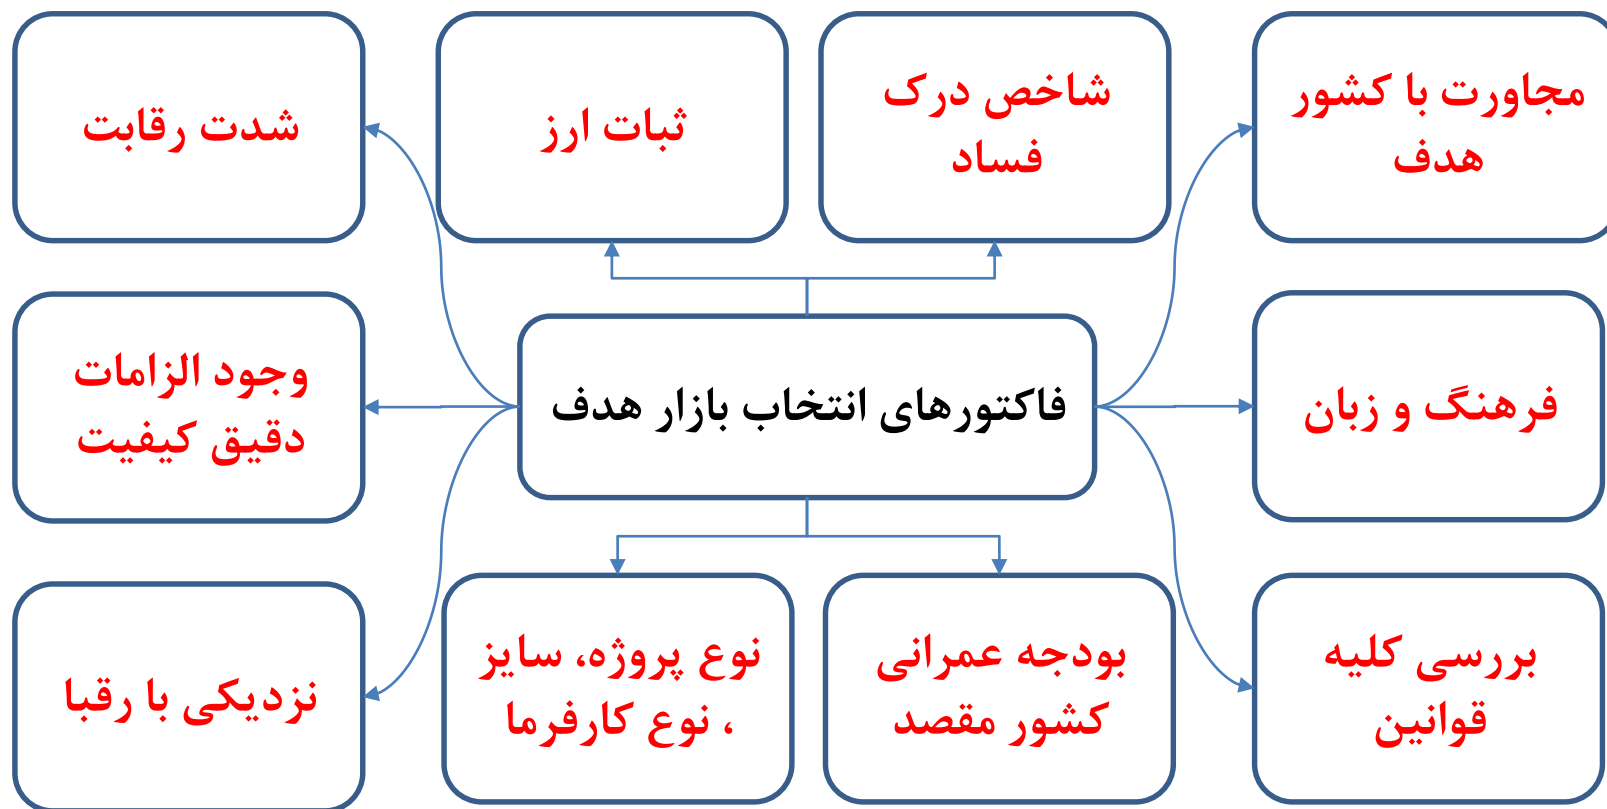 مجاورت با کشور
هدف
شاخص درک
فساد
ثبات ارز
شدت رقابت
فرهنگ و زبان
فاکتورهای انتخاب بازار هدف
وجود الزامات
دقیق کیفیت
بررسی کلیه
قوانین
بودجه عمرانی
کشور مقصد
نوع پروژه، سایز
، نوع کارفرما
نزدیکی با رقبا